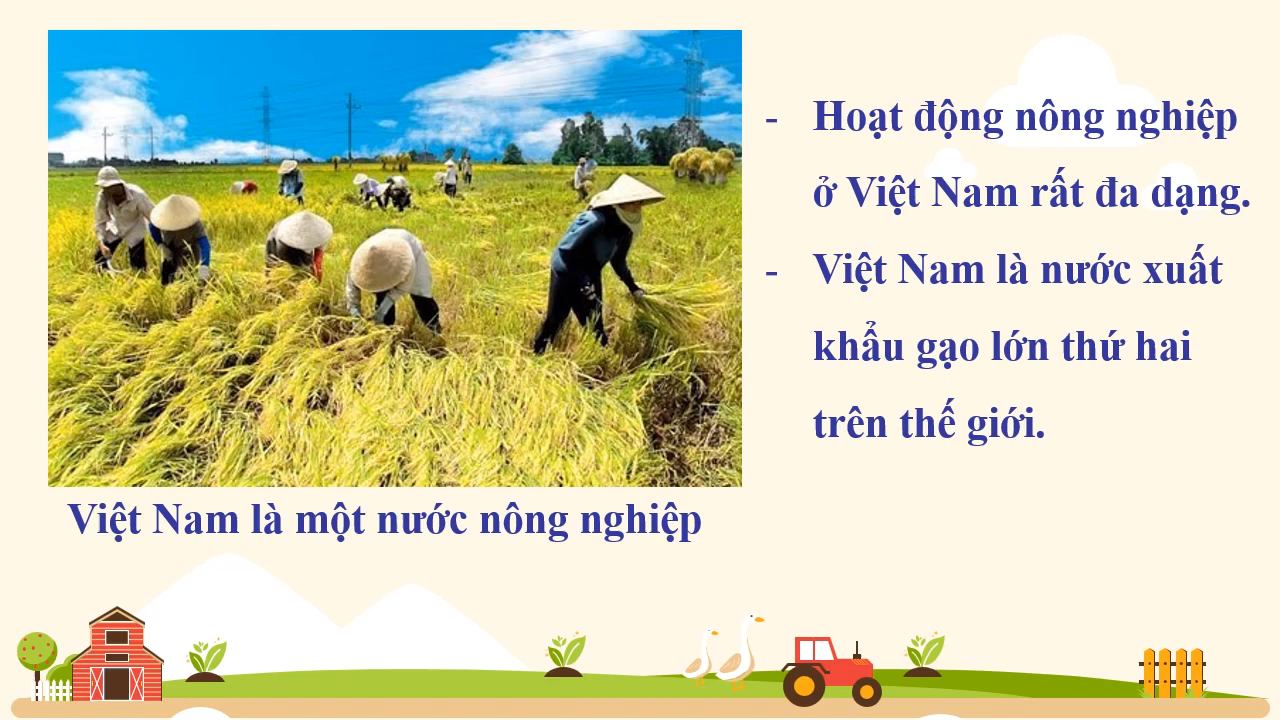 - Hoạt động nông nghiệp
ở Việt Nam rất đa dạng.
- Việt Nam là nước xuất
khẩu gạo lớn thứ hai
trên thế giới.
Việt Nam là một nước nông nghiệp